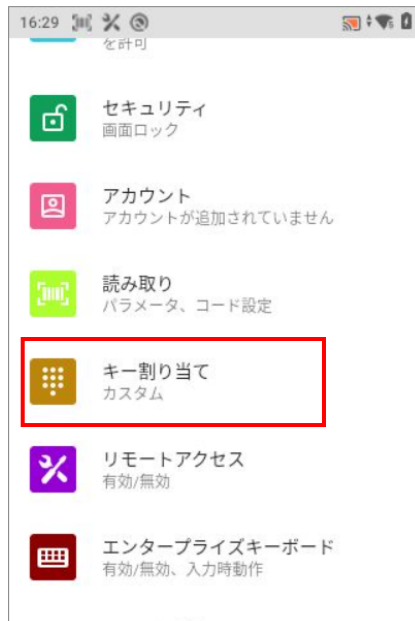 16:29
を許可
セキュリティ
画面ロック
アカウント
アカウントが追加されていません
読み取り
パラメータ、コード設定
キー割り当て
カスタム
リモートアクセス
有効/無効
エンタープライズキーボード
有効/無効、入力時動作